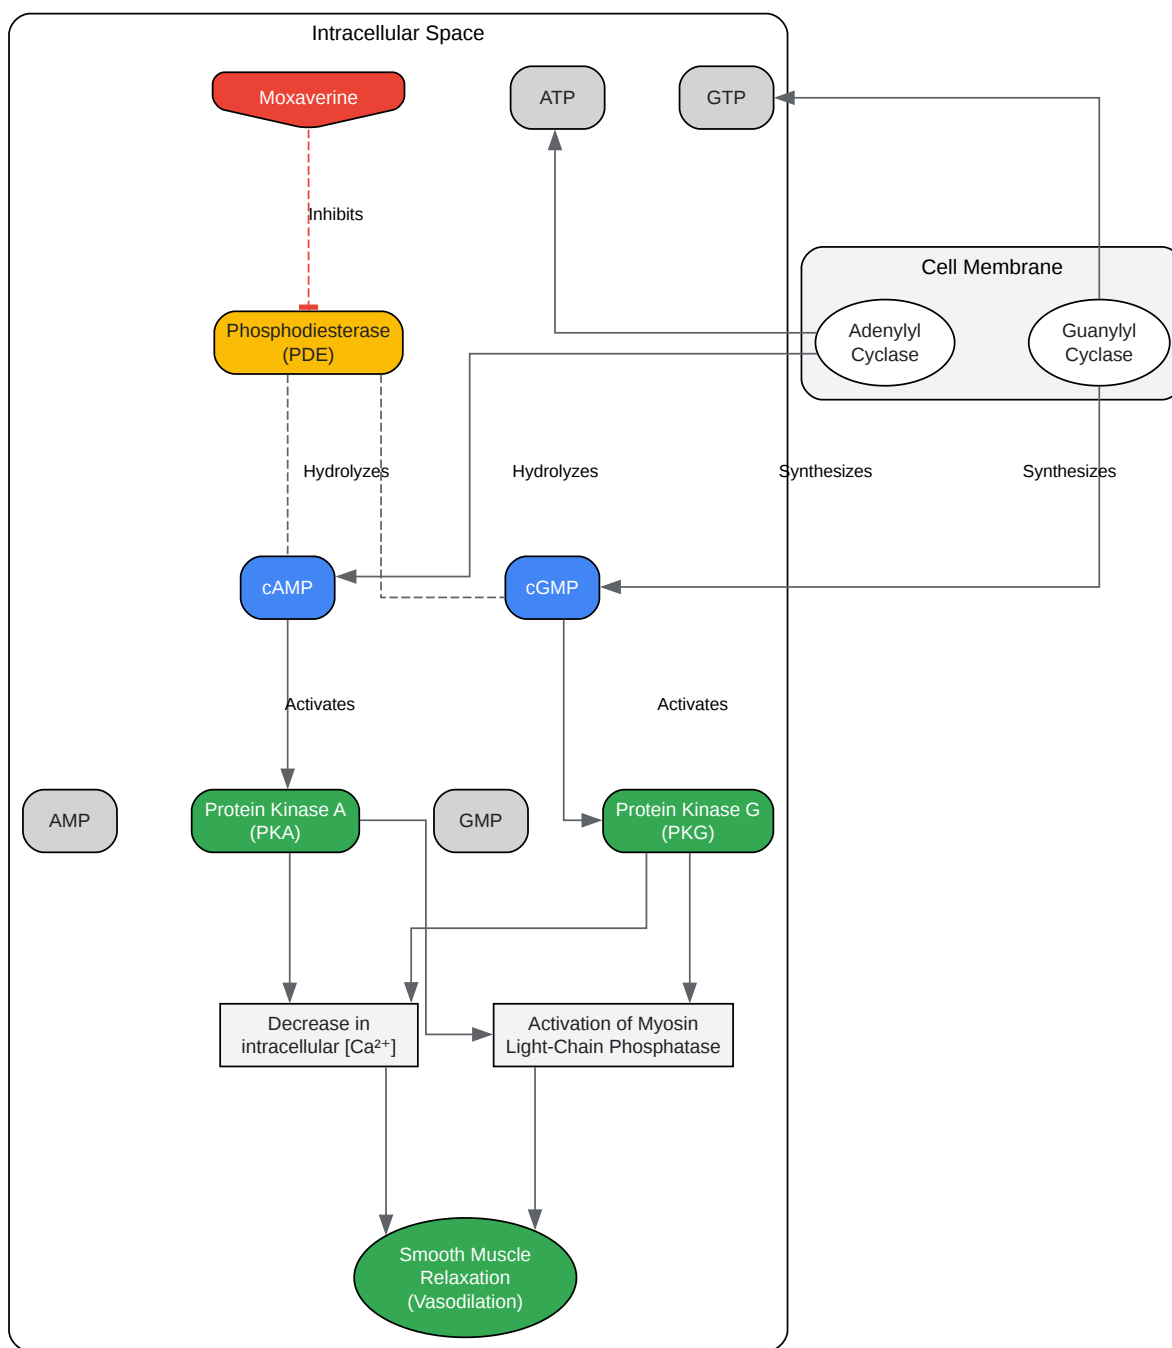 Intracellular Space
Moxaverine
ATP
GTP
Inhibits
Cell Membrane
Phosphodiesterase
(PDE)
Adenylyl
Cyclase
Guanylyl
Cyclase
Hydrolyzes
Hydrolyzes
Synthesizes
Synthesizes
cAMP
cGMP
Activates
Activates
AMP
Protein Kinase A
(PKA)
GMP
Protein Kinase G
(PKG)
Decrease in
intracellular [Ca²⁺]
Activation of Myosin
Light-Chain Phosphatase
Smooth Muscle
Relaxation
(Vasodilation)